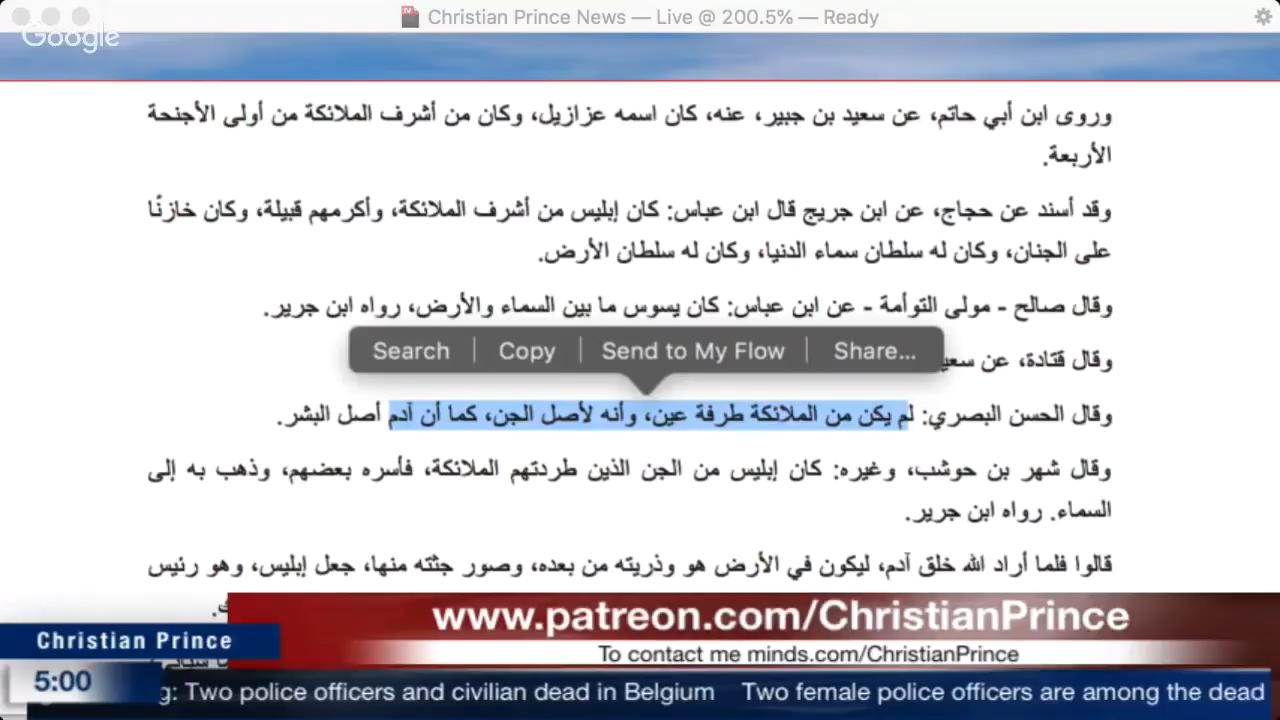 Christian Prince News — Live @ 200.5% — Ready
Google
وروى ابن أبي حاتم، عن سعيد بن جبير، عنه، كان اسمه عزازيل، وكان من أشرف الملائكة من أولى الأجنحة
الأربعة.
وقد أسند عن حجاج، عن ابن جريج قال ابن عباس: كان إبليس من أشرف الملائكة، وأكرمهم قبيلة، وكان خازنًا
على الجنان، وكان له سلطان سماء الدنيا، وكان له سلطان الأرض.
وقال صالح - مولى التوأمة - عن ابن عباس: كان يسوس ما بين السماء والأرض، رواه ابن جرير.
Search Copy Send to My Flow Share...
وقال قتادة، عن
وقال الحسن البصري: لم يكن من الملائكة طرفة عين، وأنه لأصل الجن، كما أن آدم أصل البشر.
وقال شهر بن حوشب، وغيره: كان إبليس من الجن الذين طردتهم الملائكة، فأسره بعضهم، وذهب به إلى
السماء. رواه ابن جرير.
قالوا فلما أراد الله خلق آدم، ليكون في الأرض هو وذريته من بعده، وصور جثته منها، جعل إبليس، وهو رئيس
www.patreon.com/ChristianPrince
Christian Prince
To contact me minds.com/ChristianPrince
5:00
g: Two police officers and civilian dead in Belgium Two female police officers are among the dead